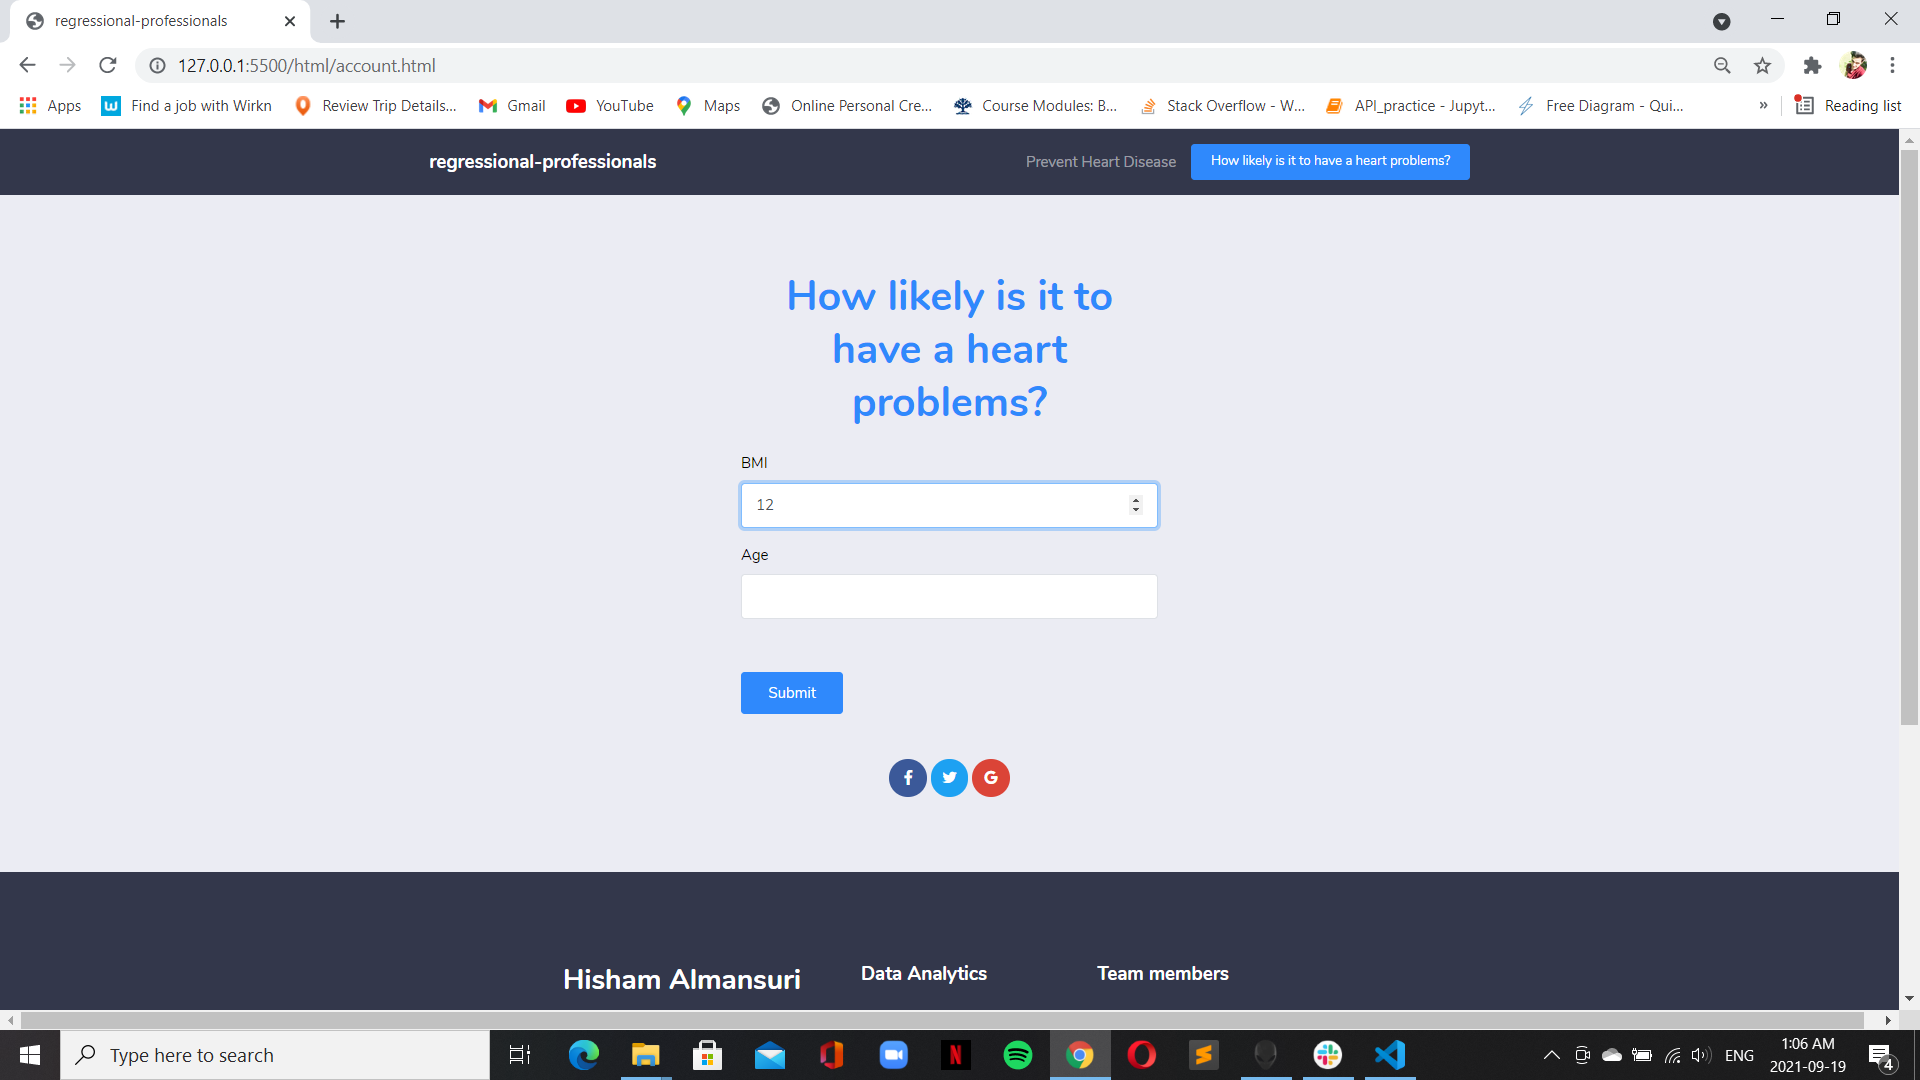 regressional-professionals
127.0.0.1:5500/html/account.html
Apps
Find a job with Wirkn
Review Trip Details...
Gmail
YouTube
Maps
Online Personal Cre...
Course Modules: B...
Stack Overflow - W...
API_practice - Jupyt...
Free Diagram - Qui...
»
Reading list
regressional-professionals
Prevent Heart Disease
How likely is it to have a heart problems?
How likely is it to
have a heart
problems?
BMI
12
Age
Submit
Hisham Almansuri
Data Analytics
Team members
Type here to search
ENG
1:06 AM
2021-09-19
4